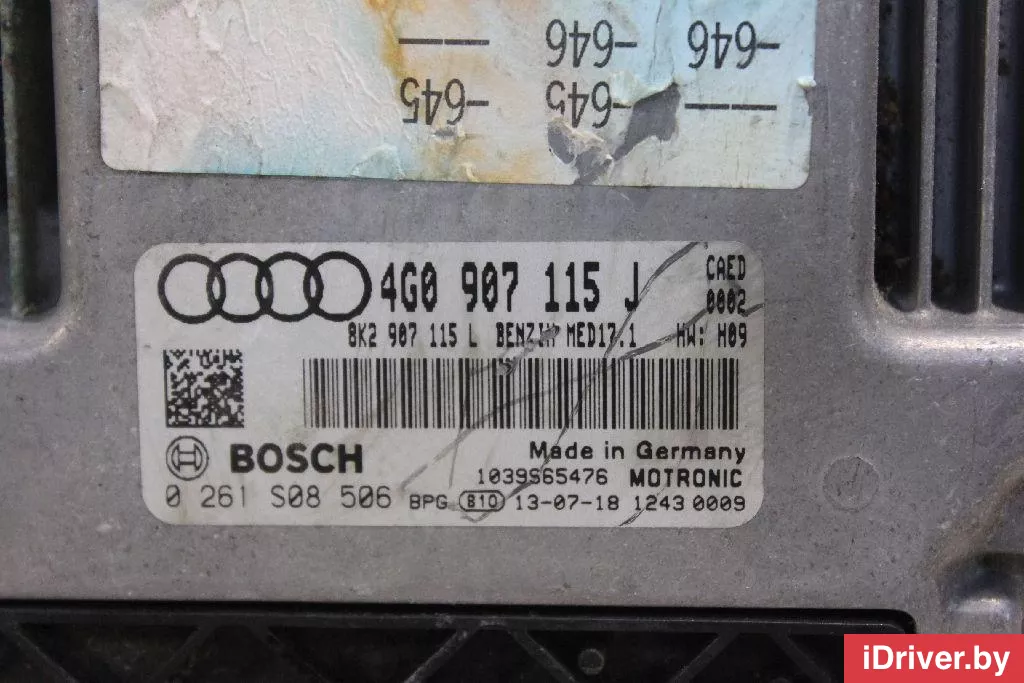 -645 -645 ---
--- -646 -646
4G0 907 115 J CAED
0002
8K2 907 115 L BENZIN MED17.1 HW: H09
BOSCH Made in Germany
1039S65476 MOTRONIC
0 261 S08 506 BPG 810 13-07-18 1243 0009
iDriver.by